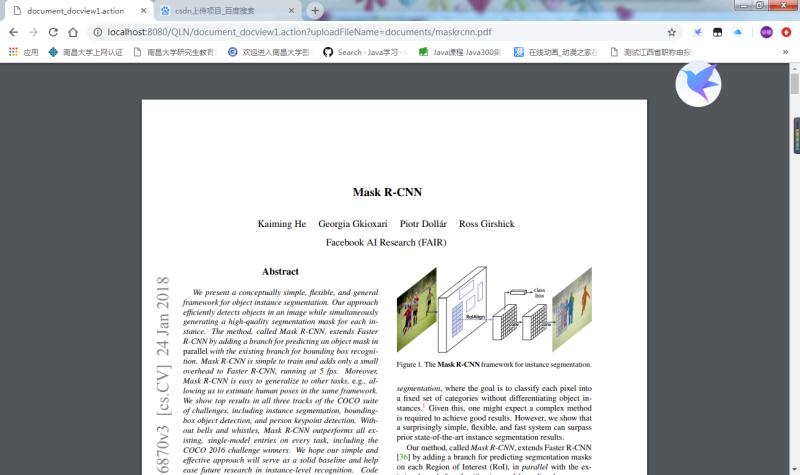 document_docview1.action
csdn上传项目_百度搜索
localhost:8080/QLN/document_docview1.action?uploadFileName=documents/maskrcnn.pdf
应用
南昌大学上网认证
南昌大学研究生教育
欢迎进入南昌大学图
Search · Java学习 ·
Java课程 Java300集
在线动画_动漫之家
测试江西省职称申报
»
Mask R-CNN
Kaiming He Georgia Gkioxari Piotr Dollár Ross Girshick
Facebook AI Research (FAIR)
6870v3 [cs.CV] 24 Jan 2018
Abstract
We present a conceptually simple, flexible, and general
framework for object instance segmentation. Our approach
efficiently detects objects in an image while simultaneously
generating a high-quality segmentation mask for each in-
stance. The method, called Mask R-CNN, extends Faster
R-CNN by adding a branch for predicting an object mask in
parallel with the existing branch for bounding box recogni-
tion. Mask R-CNN is simple to train and adds only a small
overhead to Faster R-CNN, running at 5 fps. Moreover,
Mask R-CNN is easy to generalize to other tasks, e.g., al-
lowing us to estimate human poses in the same framework.
We show top results in all three tracks of the COCO suite
of challenges, including instance segmentation, bounding-
box object detection, and person keypoint detection. With-
out bells and whistles, Mask R-CNN outperforms all ex-
isting, single-model entries on every task, including the
COCO 2016 challenge winners. We hope our simple and
effective approach will serve as a solid baseline and help
ease future research in instance-level recognition. Code
class
box
RoIAlign
conv
conv
Figure 1. The Mask R-CNN framework for instance segmentation.
segmentation, where the goal is to classify each pixel into
a fixed set of categories without differentiating object in-
stances.1 Given this, one might expect a complex method
is required to achieve good results. However, we show that
a surprisingly simple, flexible, and fast system can surpass
prior state-of-the-art instance segmentation results.
Our method, called Mask R-CNN, extends Faster R-CNN
[36] by adding a branch for predicting segmentation masks
on each Region of Interest (RoI), in parallel with the ex-